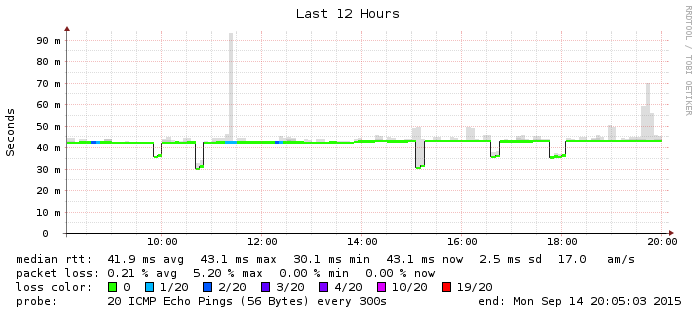 Last 12 Hours
RRDTOOL / TOBI OETIKER
Seconds
90 m
80 m
70 m
60 m
50 m
40 m
30 m
20 m
10 m
0
10:00 12:00 14:00 16:00 18:00 20:00
median rtt: 41.9 ms avg 43.1 ms max 30.1 ms min 43.1 ms now 2.5 ms sd 17.0 am/s
packet loss: 0.21 % avg 5.20 % max 0.00 % min 0.00 % now
loss color: 0 1/20 2/20 3/20 4/20 10/20 19/20
probe: 20 ICMP Echo Pings (56 Bytes) every 300s end: Mon Sep 14 20:05:03 2015